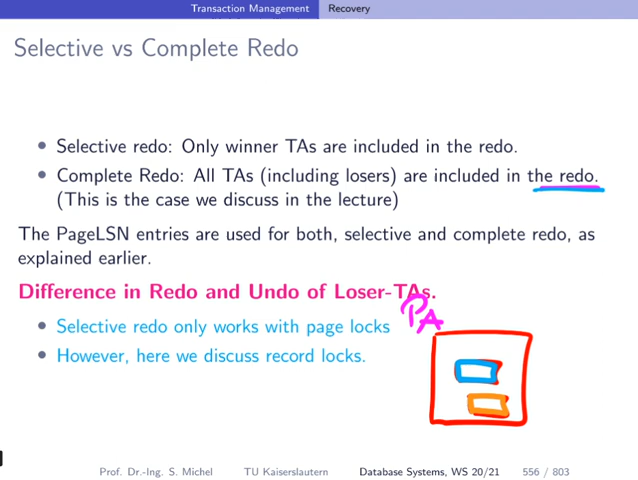 Transaction Management Recovery
Selective vs Complete Redo
• Selective redo: Only winner TAs are included in the redo.
• Complete Redo: All TAs (including losers) are included in the redo.
(This is the case we discuss in the lecture)
The PageLSN entries are used for both, selective and complete redo, as
explained earlier.
Difference in Redo and Undo of Loser-TAs.
PA
• Selective redo only works with page locks
• However, here we discuss record locks.
Prof. Dr.-Ing. S. Michel TU Kaiserslautern Database Systems, WS 20/21 556 / 803